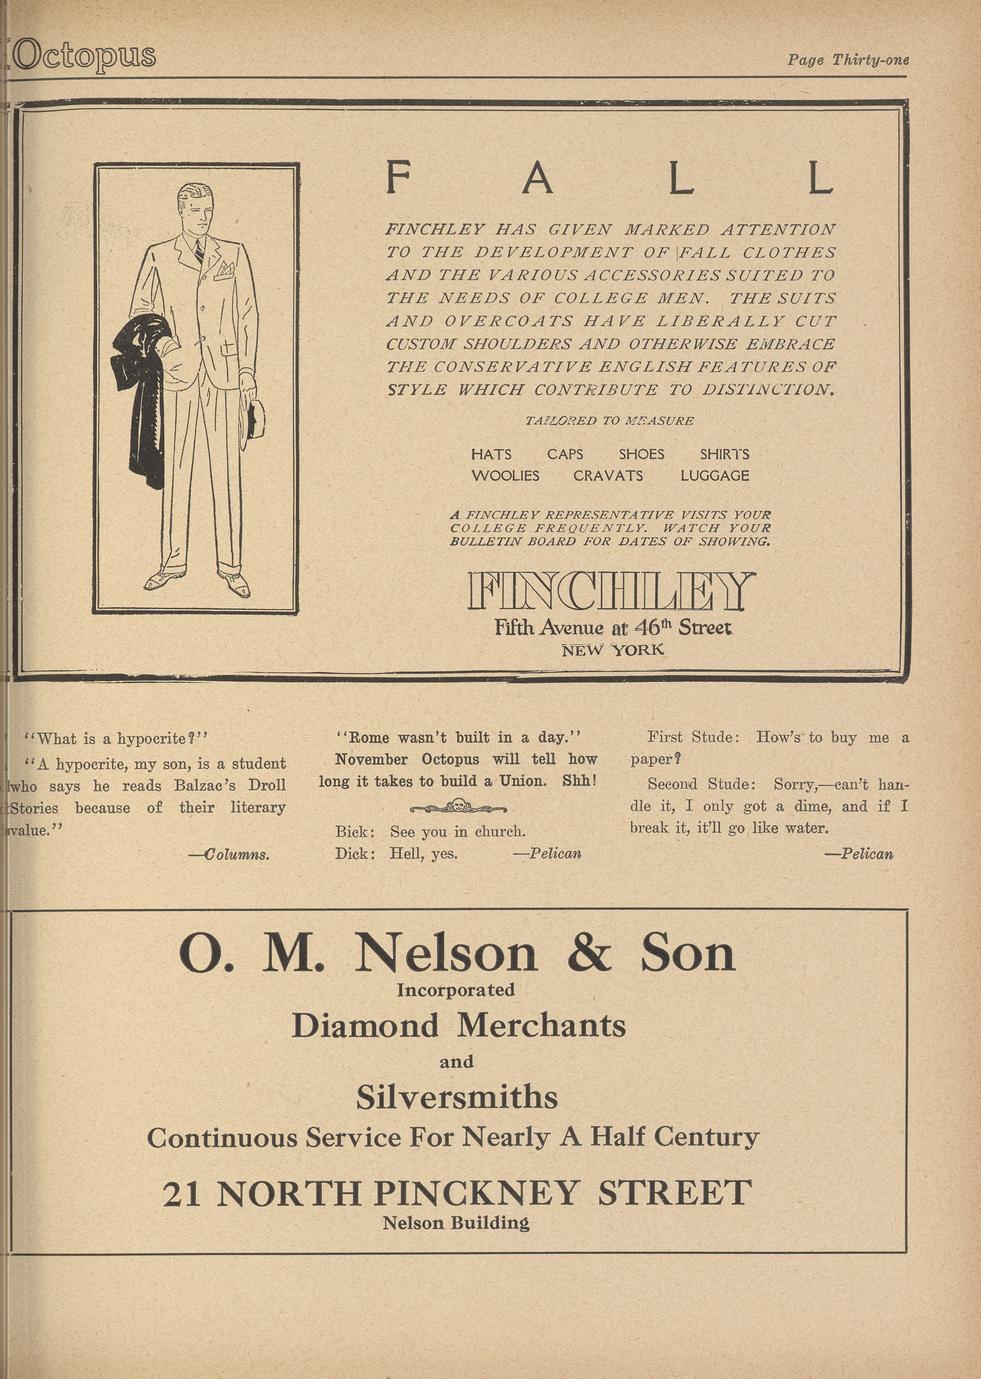 Octopus
Page Thirty-one
F A L L
FINCHLEY HAS GIVEN MARKED ATTENTION
TO THE DEVELOPMENT OF FALL CLOTHES
AND THE VARIOUS ACCESSORIES SUITED TO
THE NEEDS OF COLLEGE MEN. THE SUITS
AND OVERCOATS HAVE LIBERALLY CUT
CUSTOM SHOULDERS AND OTHERWISE EMBRACE
THE CONSERVATIVE ENGLISH FEATURES OF
STYLE WHICH CONTRIBUTE TO DISTINCTION.
TAILORED TO MEASURE
HATS CAPS SHOES SHIRTS
WOOLIES CRAVATS LUGGAGE
A FINCHLEY REPRESENTATIVE VISITS YOUR
COLLEGE FREQUENTLY. WATCH YOUR
BULLETIN BOARD FOR DATES OF SHOWING.
FINCHLEY
Fifth Avenue at 46th Street
NEW YORK
"What is a hypocrite?"
"A hypocrite, my son, is a student
who says he reads Balzac's Droll
Stories because of their literary
value."
—Columns.
"Rome wasn't built in a day."
November Octopus will tell how
long it takes to build a Union. Shh!
Bick: See you in church.
Dick: Hell, yes. —Pelican
First Stude: How's to buy me a
paper?
Second Stude: Sorry,—can't han-
dle it, I only got a dime, and if I
break it, it'll go like water.
—Pelican
O. M. Nelson & Son
Incorporated
Diamond Merchants
and
Silversmiths
Continuous Service For Nearly A Half Century
21 NORTH PINCKNEY STREET
Nelson Building